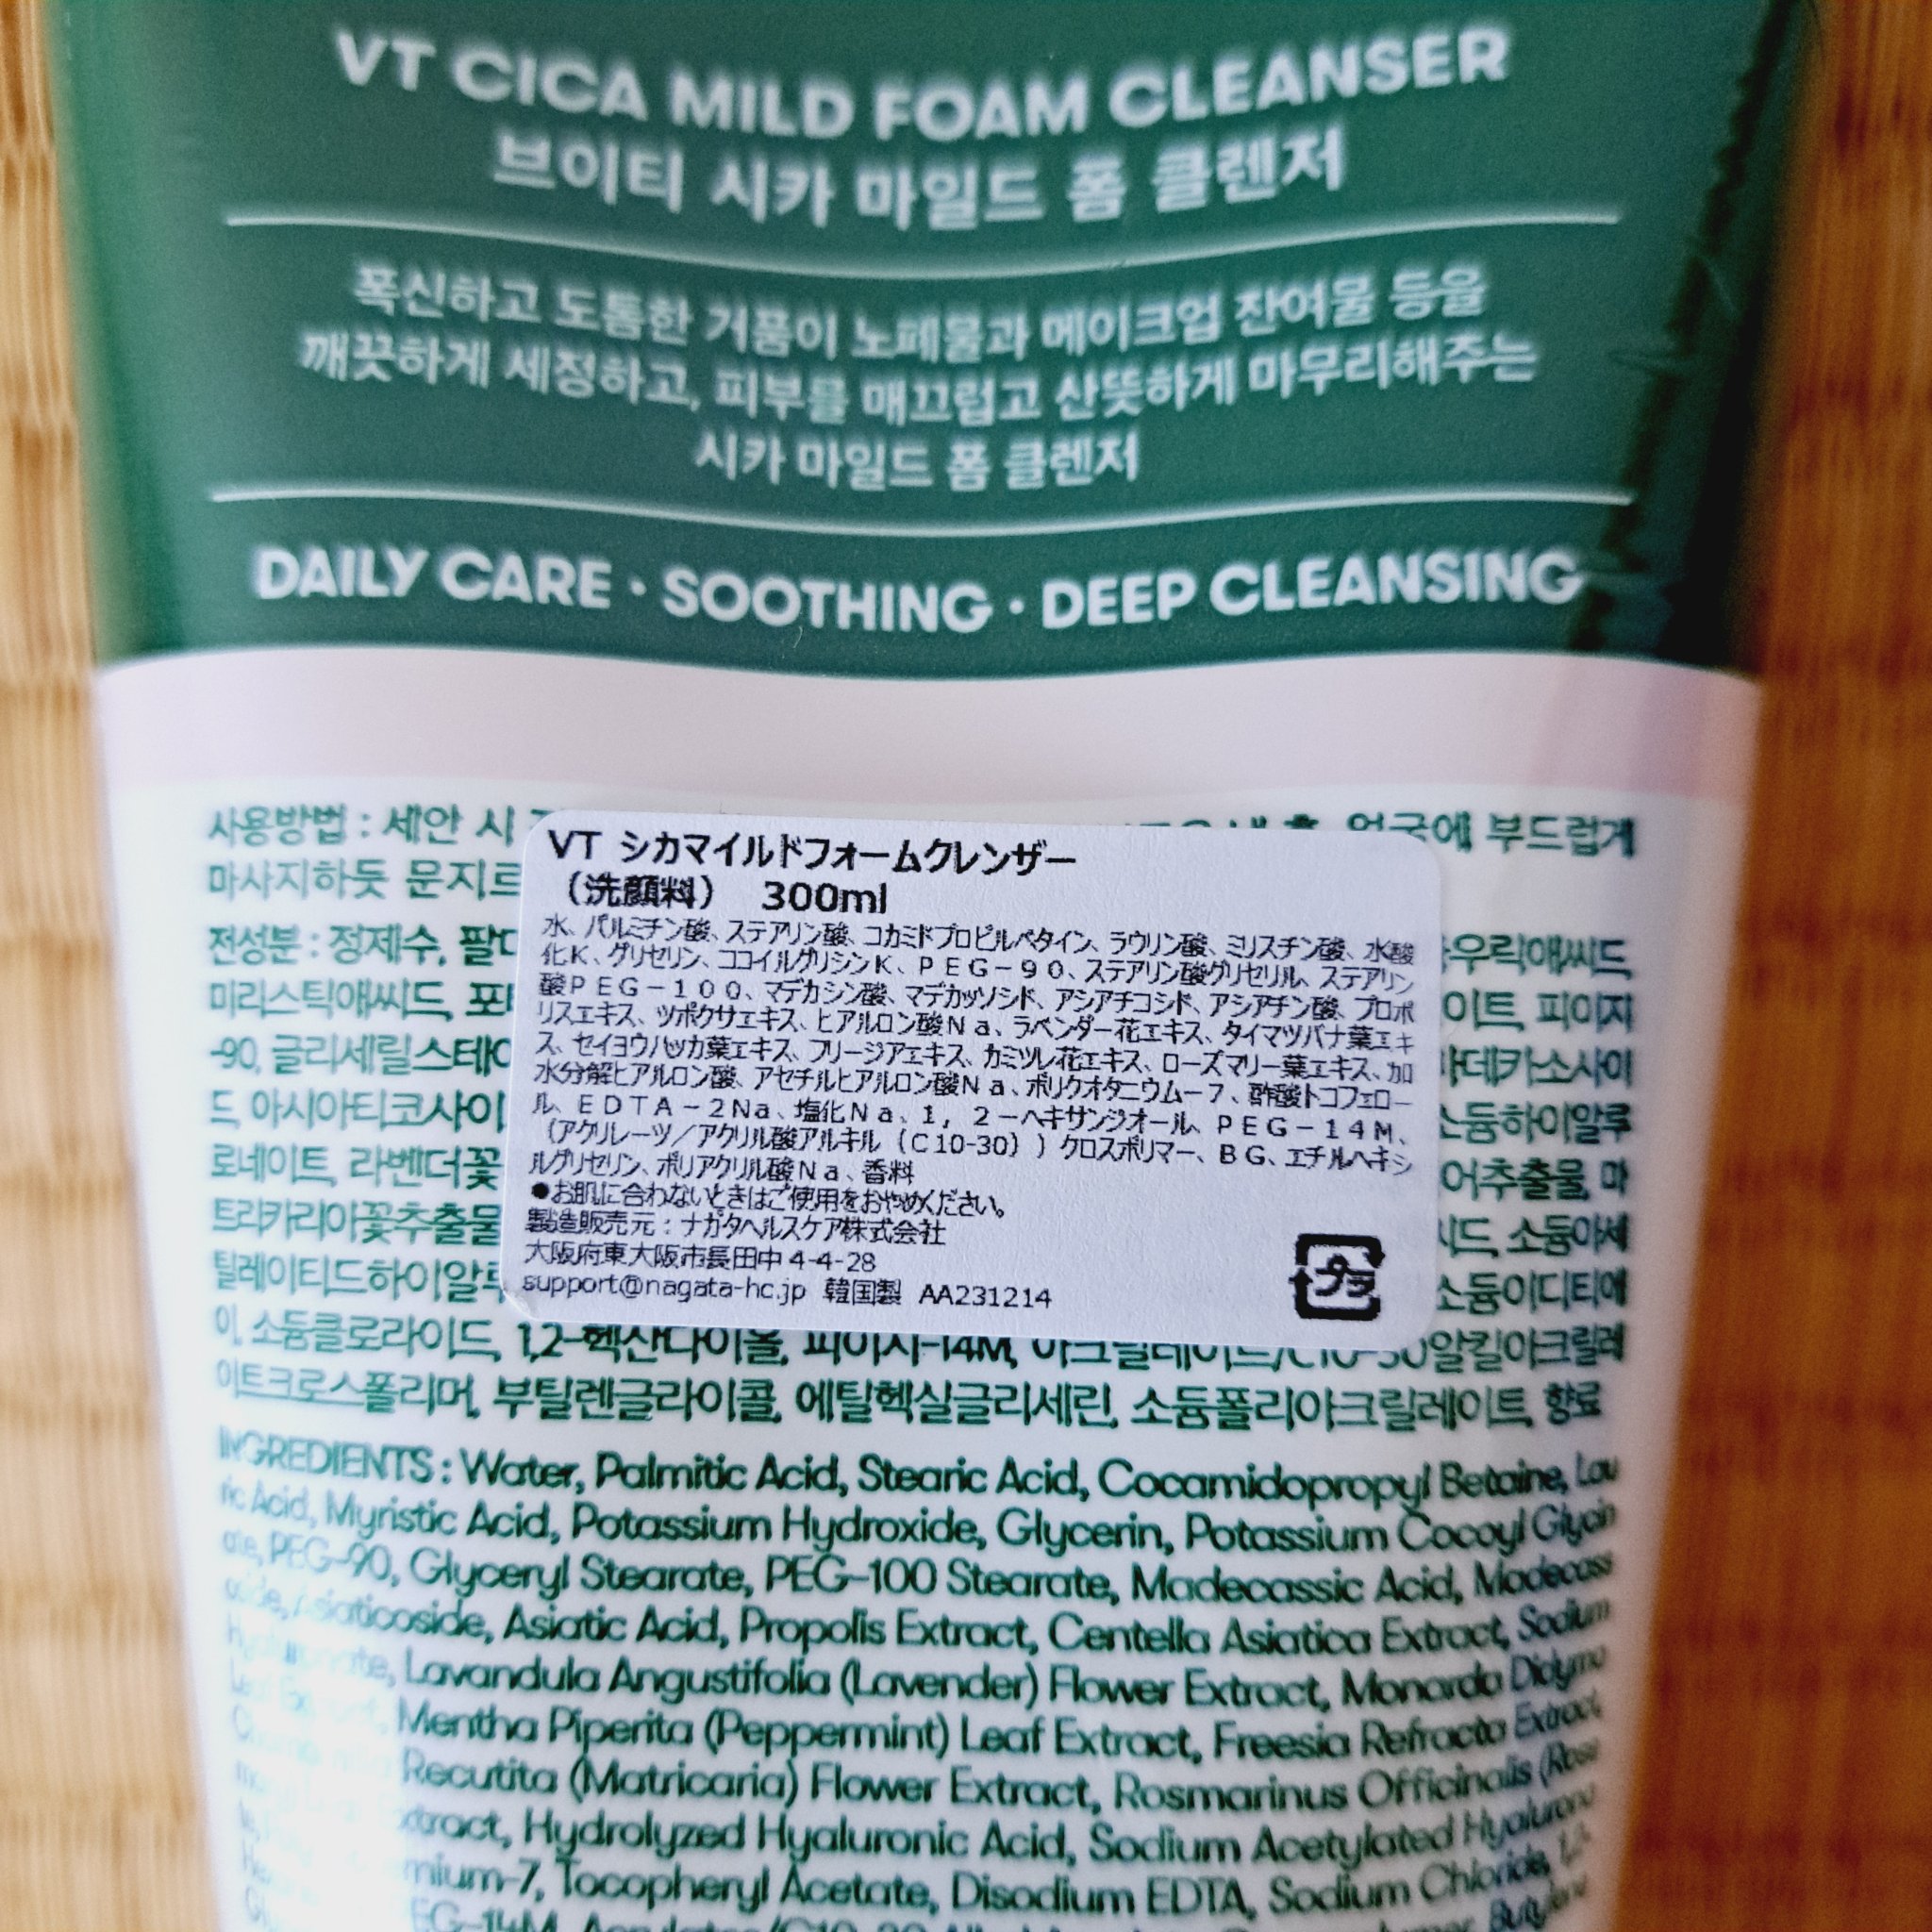 VT CICA MILD FOAM CLEANSER
브이티 시카 마일드 폼 클렌저
폭신하고 도톰한 거품이 노폐물과 메이크업 잔여물 등을
깨끗하게 세정하고, 피부를 매끄럽고 산뜻하게 마무리해주는
시카 마일드 폼 클렌저
DAILY CARE · SOOTHING · DEEP CLEANSING
사용방법 : 세안 시 얼굴에 부드럽게
마사지하듯 문지르
VT シカマイルドフォームクレンザー
（洗顔料） 300ml
水、パルミチン酸、ステアリン酸、コカミドプロピルベタイン、ラウリン酸、ミリスチン酸、水酸
化K、グリセリン、ココイルグリシンK、ＰＥＧ－９０、ステアリン酸グリセリル、ステアリン
酸ＰＥＧ－１００、マデカシン酸、マデカッソシド、アシアチコシド、アシアチン酸、プロポ
リスエキス、ツボクサエキス、ヒアルロン酸Ｎａ、ラベンダー花エキス、タイマツバナ葉エキ
ス、セイヨウハッカ葉エキス、フリージアエキス、カミツレ花エキス、ローズマリー葉エキス、加
水分解ヒアルロン酸、アセチルヒアルロン酸Ｎａ、ポリクオタニウムー７、酢酸トコフェロー
ル、ＥＤＴＡ－２Na、塩化Ｎａ、１，２－ヘキサンジオール、ＰＥＧ－１４Ｍ、
（アクリレーツ／アクリル酸アルキル（Ｃ10-30））クロスポリマー、ＢＧ、エチルヘキシ
ルグリセリン、ポリアクリル酸Ｎａ、香料
●お肌に合わないときはご使用をおやめください。
製造販売元：ナガタヘルスケア株式会社
大阪府東大阪市長田中4-4-28
support@nagata-hc.jp 韓国製 AA231214
プラ
전성분 : 정제수, 팔 우릭애씨드,
미리스틱애씨드, 포 이트, 피이지
-90, 글리세릴스테 데카소사이
드, 아시아티코사이 소듐하이알루
로네이트, 라벤더꽃 어추출물, 마
트리카리아꽃추출물 드, 소듐아세
틸레이티드하이알루 소듐이디티에
이, 소듐클로라이드, 1,2-헥산다이올, 피이지-14M, 아크릴레이트/C10-30알킬아크릴레
이트크로스폴리머, 부틸렌글라이콜, 에틸헥실글리세린, 소듐폴리아크릴레이트, 향료
INGREDIENTS : Water, Palmitic Acid, Stearic Acid, Cocamidopropyl Betaine, Lau
ric Acid, Myristic Acid, Potassium Hydroxide, Glycerin, Potassium Cocoyl Glycin
ate, PEG-90, Glyceryl Stearate, PEG-100 Stearate, Madecassic Acid, Madecass
oside, Asiaticoside, Asiatic Acid, Propolis Extract, Centella Asiatica Extract, Sodium
Hyaluronate, Lavandula Angustifolia (Lavender) Flower Extract, Monarda Didyma
Leaf Extract, Mentha Piperita (Peppermint) Leaf Extract, Freesia Refracta Extract,
Recutita (Matricaria) Flower Extract, Rosmarinus Officinalis (Rose
Extract, Hydrolyzed Hyaluronic Acid, Sodium Acetylated Hyalurona
mium-7, Tocopheryl Acetate, Disodium EDTA, Sodium Chloride, 1,2-